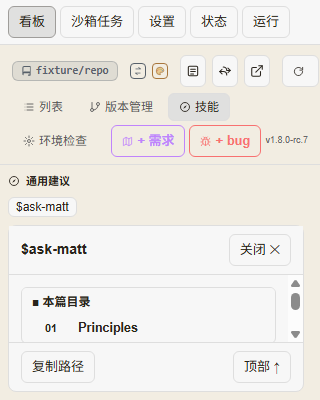 看板 沙箱任务 设置 状态 运行
fixture/repo
列表 版本管理 技能
环境检查 + 需求 + bug v1.8.0-rc.7
通用建议
$ask-matt
$ask-matt 关闭 ×
■ 本篇目录
01 Principles
复制路径 顶部 ↑